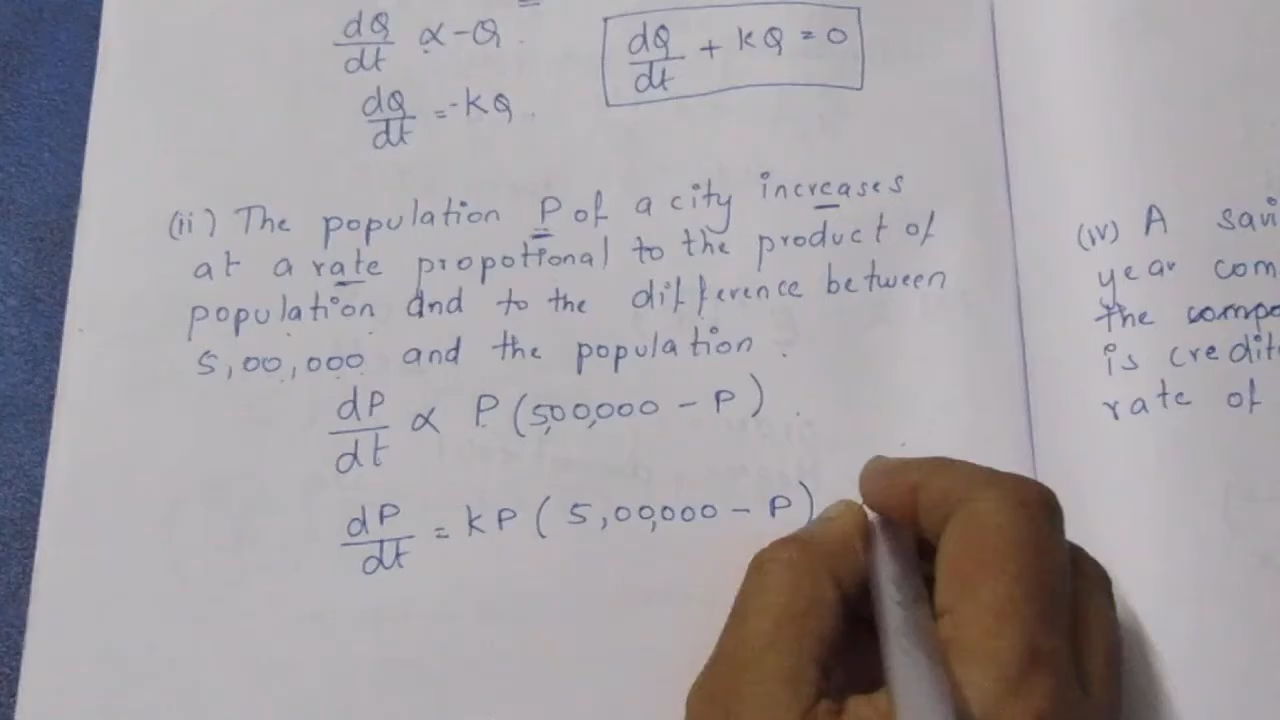 dQ/dt ∝ -Q.
dQ/dt + kQ = 0
dQ/dt = -kQ.
(ii) The population P of a city increases
at a rate propotional to the product of
population and to the difference between
5,00,000 and the population.
dP/dt ∝ P(5,00,000 - P).
dP/dt = kP(5,00,000 - P)
(iv) A savi
year com
the compo
is credit
rate of